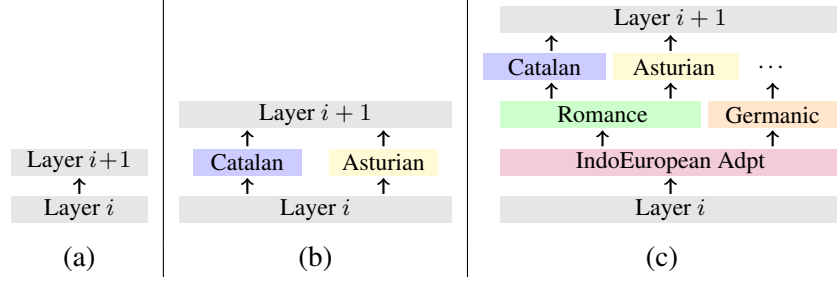 Layer i+1
Layer i
(a)
Layer i + 1
Catalan Asturian
Layer i
(b)
Layer i + 1
Catalan Asturian ...
Romance Germanic
IndoEuropean Adpt
Layer i
(c)